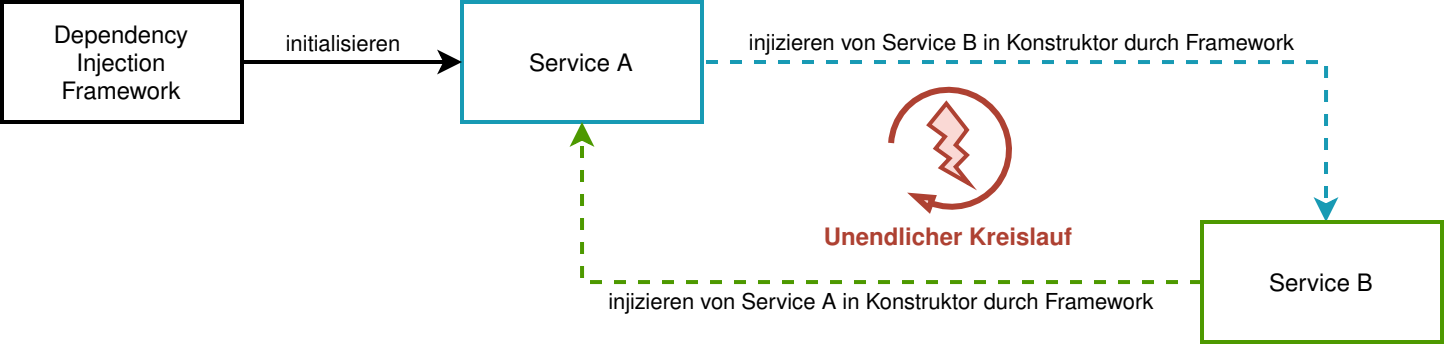 Dependency
Injection
Framework
initialisieren
Service A
injizieren von Service B in Konstruktor durch Framework
Unendlicher Kreislauf
injizieren von Service A in Konstruktor durch Framework
Service B